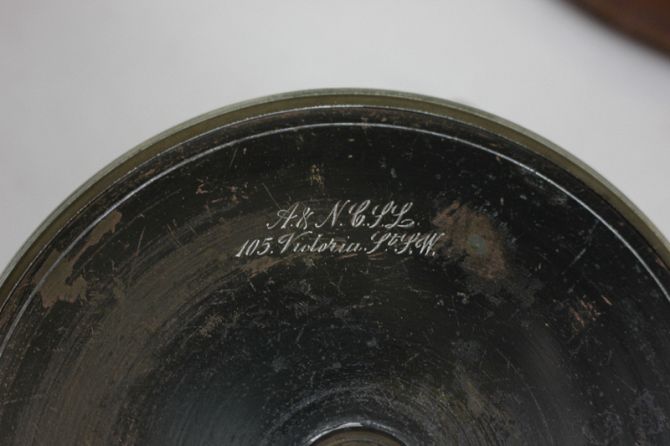 A. & N. C. S. L
105. Victoria. St S. W.